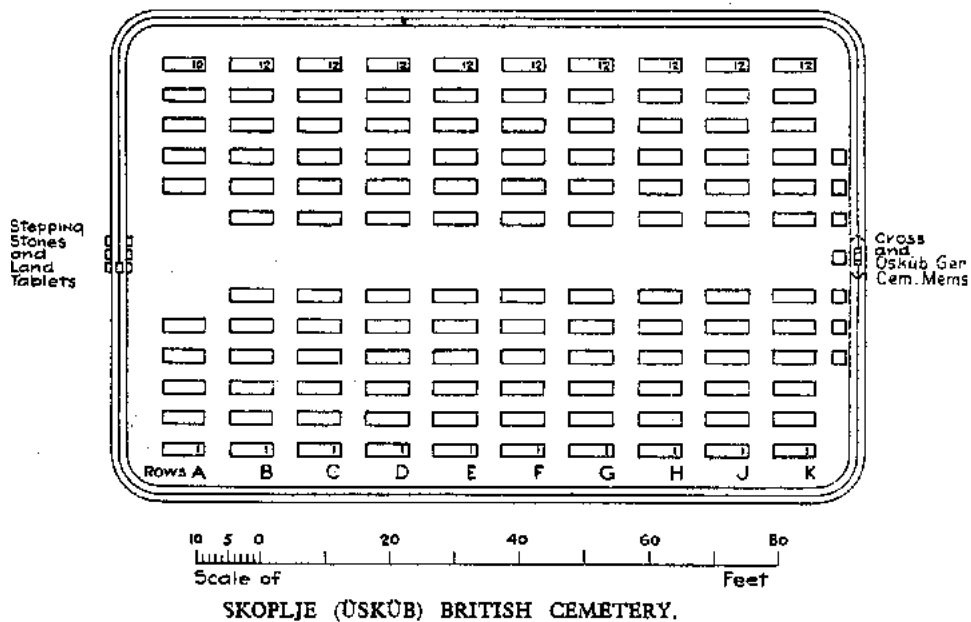 10 12 12 12 12 12 12 12 12 12
Stepping
Stones
and
Land
Tablets
Cross
and
Üsküb Ger
Cem. Mems
1 1 1 1 1 1 1 1 1 1
Rows A B C D E F G H J K
10 5 0 20 40 60 80
Scale of Feet
SKOPLJE (ÜSKÜB) BRITISH CEMETERY.